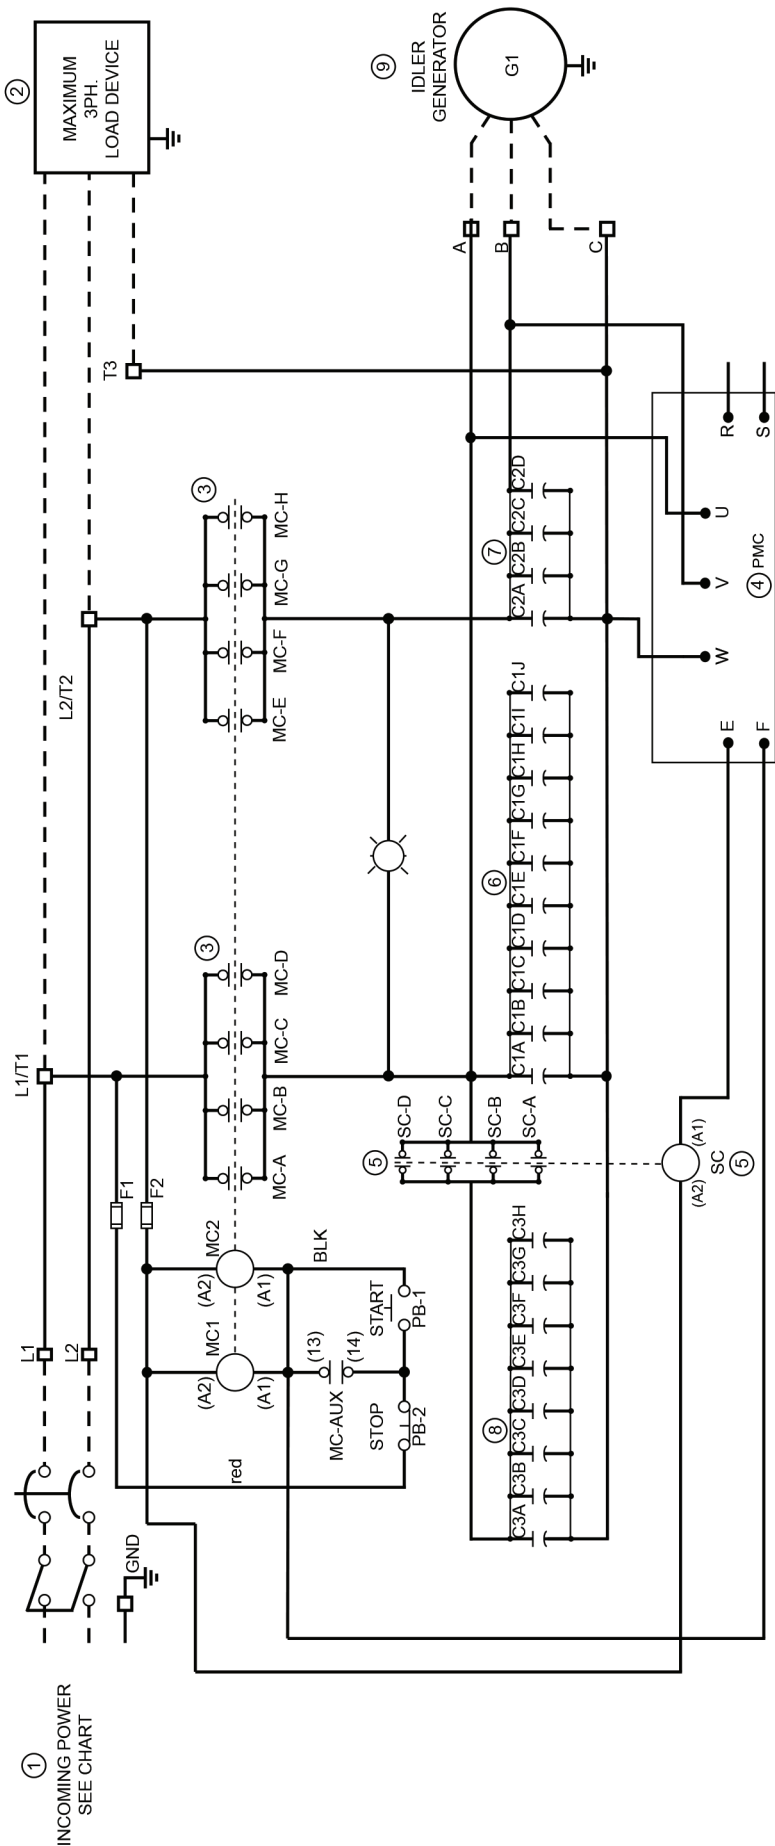 1
INCOMING POWER
SEE CHART
GND
L1
L2
L1/T1
L2/T2
T3
2
MAXIMUM
3PH.
LOAD DEVICE
F1
F2
red
BLK
MC1
(A2)
(A1)
MC2
(A2)
(A1)
MC-AUX
(13)
(14)
STOP
PB-2
START
PB-1
3
MC-A
MC-B
MC-C
MC-D
3
MC-E
MC-F
MC-G
MC-H
5
SC-D
SC-C
SC-B
SC-A
8
C3A
C3B
C3C
C3D
C3E
C3F
C3G
C3H
6
C1A
C1B
C1C
C1D
C1E
C1F
C1G
C1H
C1I
C1J
7
C2A
C2B
C2C
C2D
9
IDLER
GENERATOR
G1
A
B
C
(A2)
(A1)
SC
5
E
F
W
V
U
R
S
4
PMC